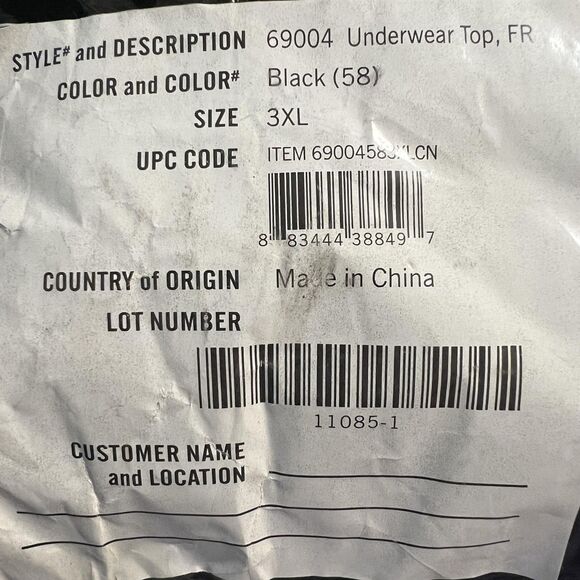 STYLE# and DESCRIPTION 69004 Underwear Top, FR
COLOR and COLOR# Black (58)
SIZE 3XL
UPC CODE ITEM 69004583XLCN
8 83444 38849 7
COUNTRY of ORIGIN Made in China
LOT NUMBER
11085-1
CUSTOMER NAME
and LOCATION